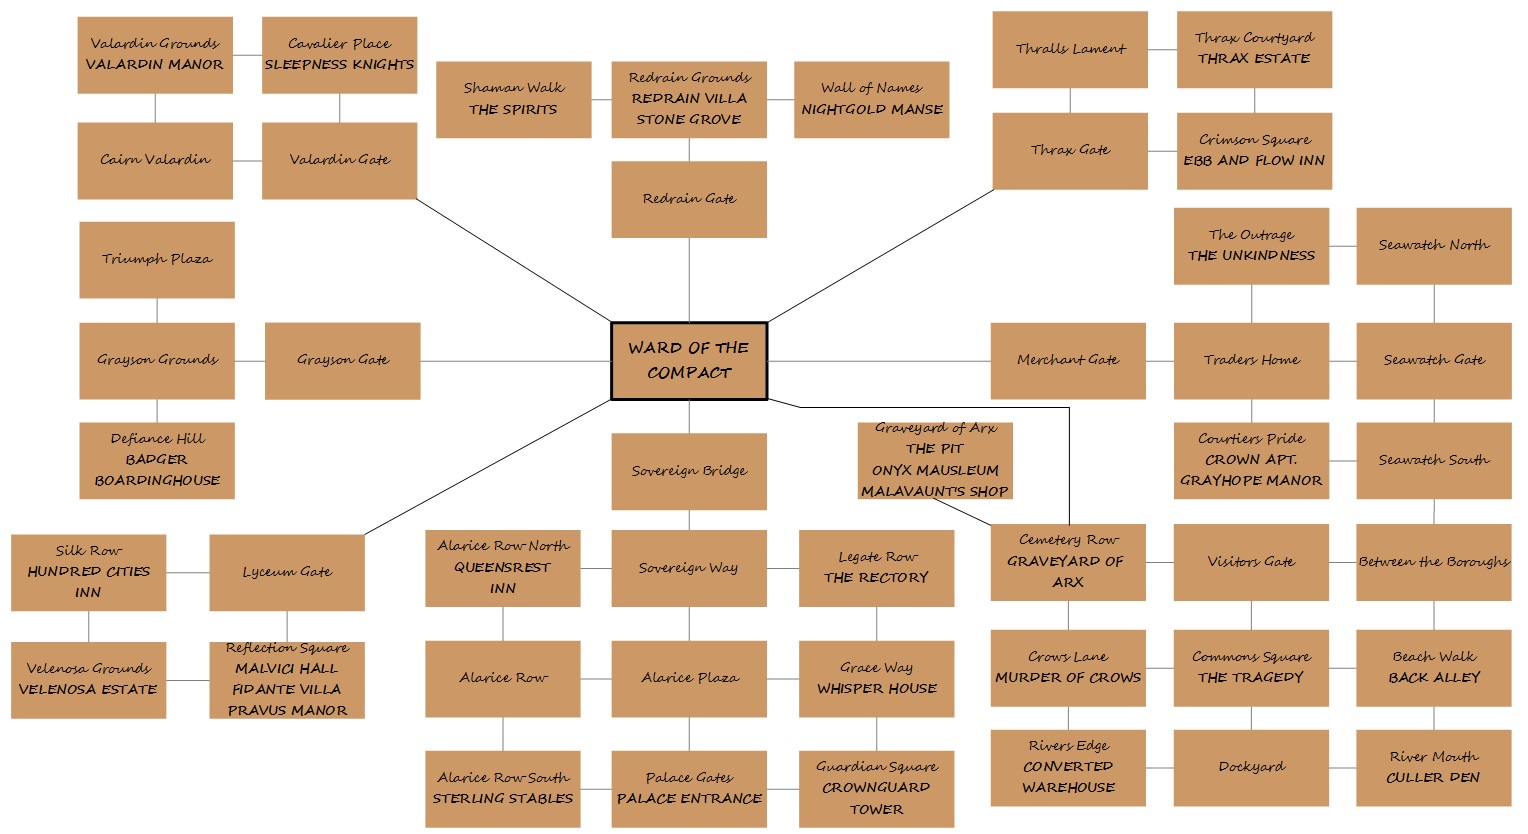 Valardin Grounds
VALARDIN MANOR
Cavalier Place
SLEEPNESS KNIGHTS
Cairn Valardin
Valardin Gate
Shaman Walk
THE SPIRITS
Redrain Grounds
REDRAIN VILLA
STONE GROVE
Wall of Names
NIGHTGOLD MANSE
Redrain Gate
Thralls Lament
Thrax Courtyard
THRAX ESTATE
Thrax Gate
Crimson Square
EBB AND FLOW INN
Triumph Plaza
Grayson Grounds
Grayson Gate
Defiance Hill
BADGER
BOARDINGHOUSE
WARD OF THE
COMPACT
Merchant Gate
The Outrage
THE UNKINDNESS
Seawatch North
Traders Home
Seawatch Gate
Courtiers Pride
CROWN APT.
GRAYHOPE MANOR
Seawatch South
Graveyard of Arx
THE PIT
ONYX MAUSLEUM
MALAVAUNT'S SHOP
Silk Row
HUNDRED CITIES
INN
Lyceum Gate
Velenosa Grounds
VELENOSA ESTATE
Reflection Square
MALVICI HALL
FIDANTE VILLA
PRAVUS MANOR
Sovereign Bridge
Alarice Row North
QUEENSREST
INN
Sovereign Way
Legate Row
THE RECTORY
Alarice Row
Alarice Plaza
Grace Way
WHISPER HOUSE
Alarice Row South
STERLING STABLES
Palace Gates
PALACE ENTRANCE
Guardian Square
CROWNGUARD
TOWER
Cemetery Row
GRAVEYARD OF
ARX
Visitors Gate
Between the Boroughs
Crows Lane
MURDER OF CROWS
Commons Square
THE TRAGEDY
Beach Walk
BACK ALLEY
Rivers Edge
CONVERTED
WAREHOUSE
Dockyard
River Mouth
CULLER DEN